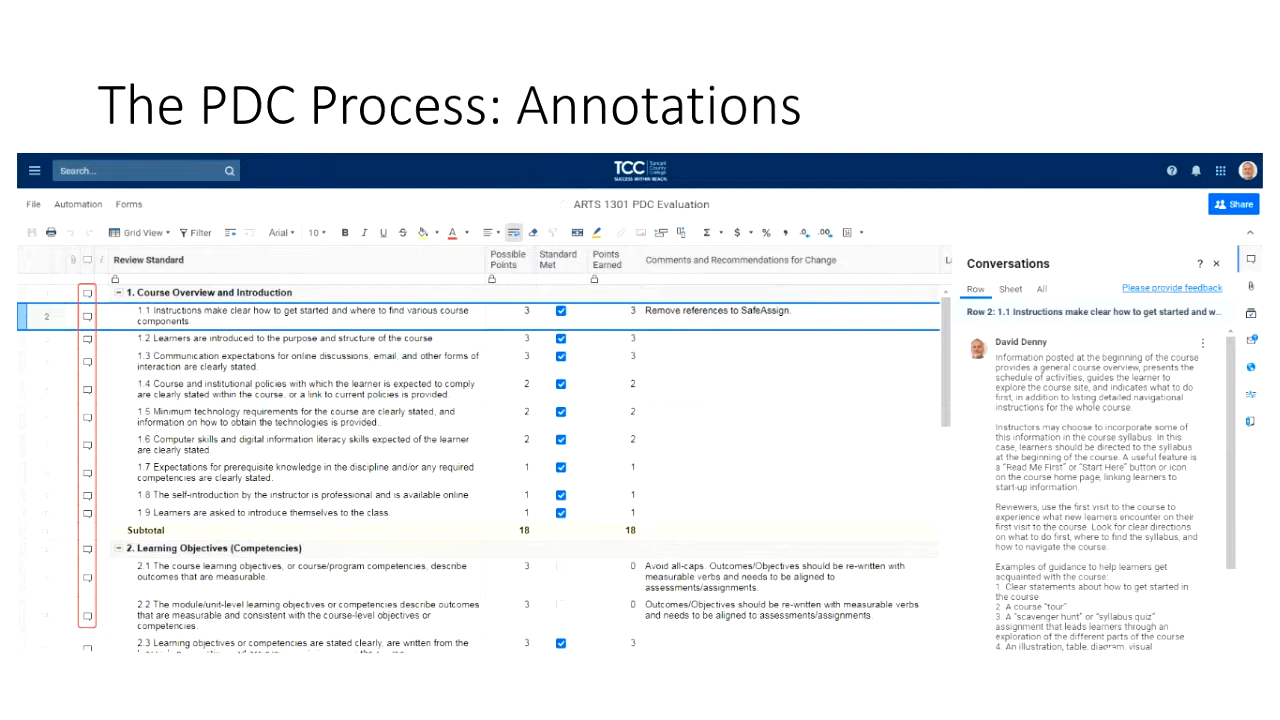 The PDC Process: Annotations
Search...
TCC Tarrant County College
SUCCESS WITHIN REACH.
File Automation Forms
ARTS 1301 PDC Evaluation
Share
Grid View Filter Arial 10 B I U S A Σ $ % .0 .00
Review Standard
Possible Points
Standard Met
Points Earned
Comments and Recommendations for Change
1. Course Overview and Introduction
2
1.1 Instructions make clear how to get started and where to find various course
components.
3 3 Remove references to SafeAssign.
1.2 Learners are introduced to the purpose and structure of the course
3 3
1.3 Communication expectations for online discussions, email, and other forms of
interaction are clearly stated.
3 3
1.4 Course and institutional policies with which the learner is expected to comply
are clearly stated within the course, or a link to current policies is provided.
2 2
1.5 Minimum technology requirements for the course are clearly stated, and
information on how to obtain the technologies is provided.
2 2
1.6 Computer skills and digital information literacy skills expected of the learner
are clearly stated.
2 2
1.7 Expectations for prerequisite knowledge in the discipline and/or any required
competencies are clearly stated.
1 1
1.8 The self-introduction by the instructor is professional and is available online
1 1
1.9 Learners are asked to introduce themselves to the class.
1 1
Subtotal 18 18
2. Learning Objectives (Competencies)
2.1 The course learning objectives, or course/program competencies, describe
outcomes that are measurable.
3 0 Avoid all-caps. Outcomes/Objectives should be re-written with
measurable verbs and needs to be aligned to
assessments/assignments.
2.2 The module/unit-level learning objectives or competencies describe outcomes
that are measurable and consistent with the course-level objectives or
competencies.
3 0 Outcomes/Objectives should be re-written with measurable verbs
and needs to be aligned to assessments/assignments.
2.3 Learning objectives or competencies are stated clearly, are written from the
3 3
Conversations
? ×
Row Sheet All Please provide feedback
Row 2: 1.1 Instructions make clear how to get started and w...
David Denny
Information posted at the beginning of the course
provides a general course overview, presents the
schedule of activities, guides the learner to
explore the course site, and indicates what to do
first, in addition to listing detailed navigational
instructions for the whole course.
Instructors may choose to incorporate some of
this information in the course syllabus. In this
case, learners should be directed to the syllabus
at the beginning of the course. A useful feature is
a "Read Me First" or "Start Here" button or icon
on the course home page, linking learners to
start-up information.
Reviewers, use the first visit to the course to
experience what new learners encounter on their
first visit to the course. Look for clear directions
on what to do first, where to find the syllabus, and
how to navigate the course.
Examples of guidance to help learners get
acquainted with the course:
1. Clear statements about how to get started in
the course
2. A course "tour"
3. A "scavenger hunt" or "syllabus quiz"
assignment that leads learners through an
exploration of the different parts of the course
4. An illustration, table, diagram, visual